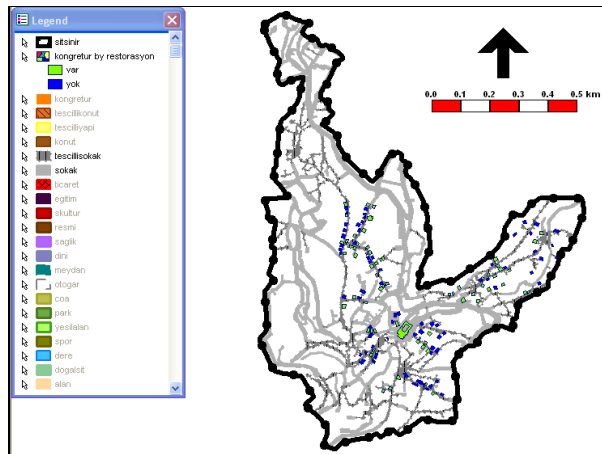 Legend
sitsinir
kongretur by restorasyon
var
yok
kongretur
tescillikonut
tescilliyapi
konut
tescillisokak
sokak
ticaret
egitim
skultur
resmi
saglik
dini
meydan
otogar
coa
park
yesilalan
spor
dere
dogalsit
alan
0.0 0.1 0.2 0.3 0.4 0.5 km